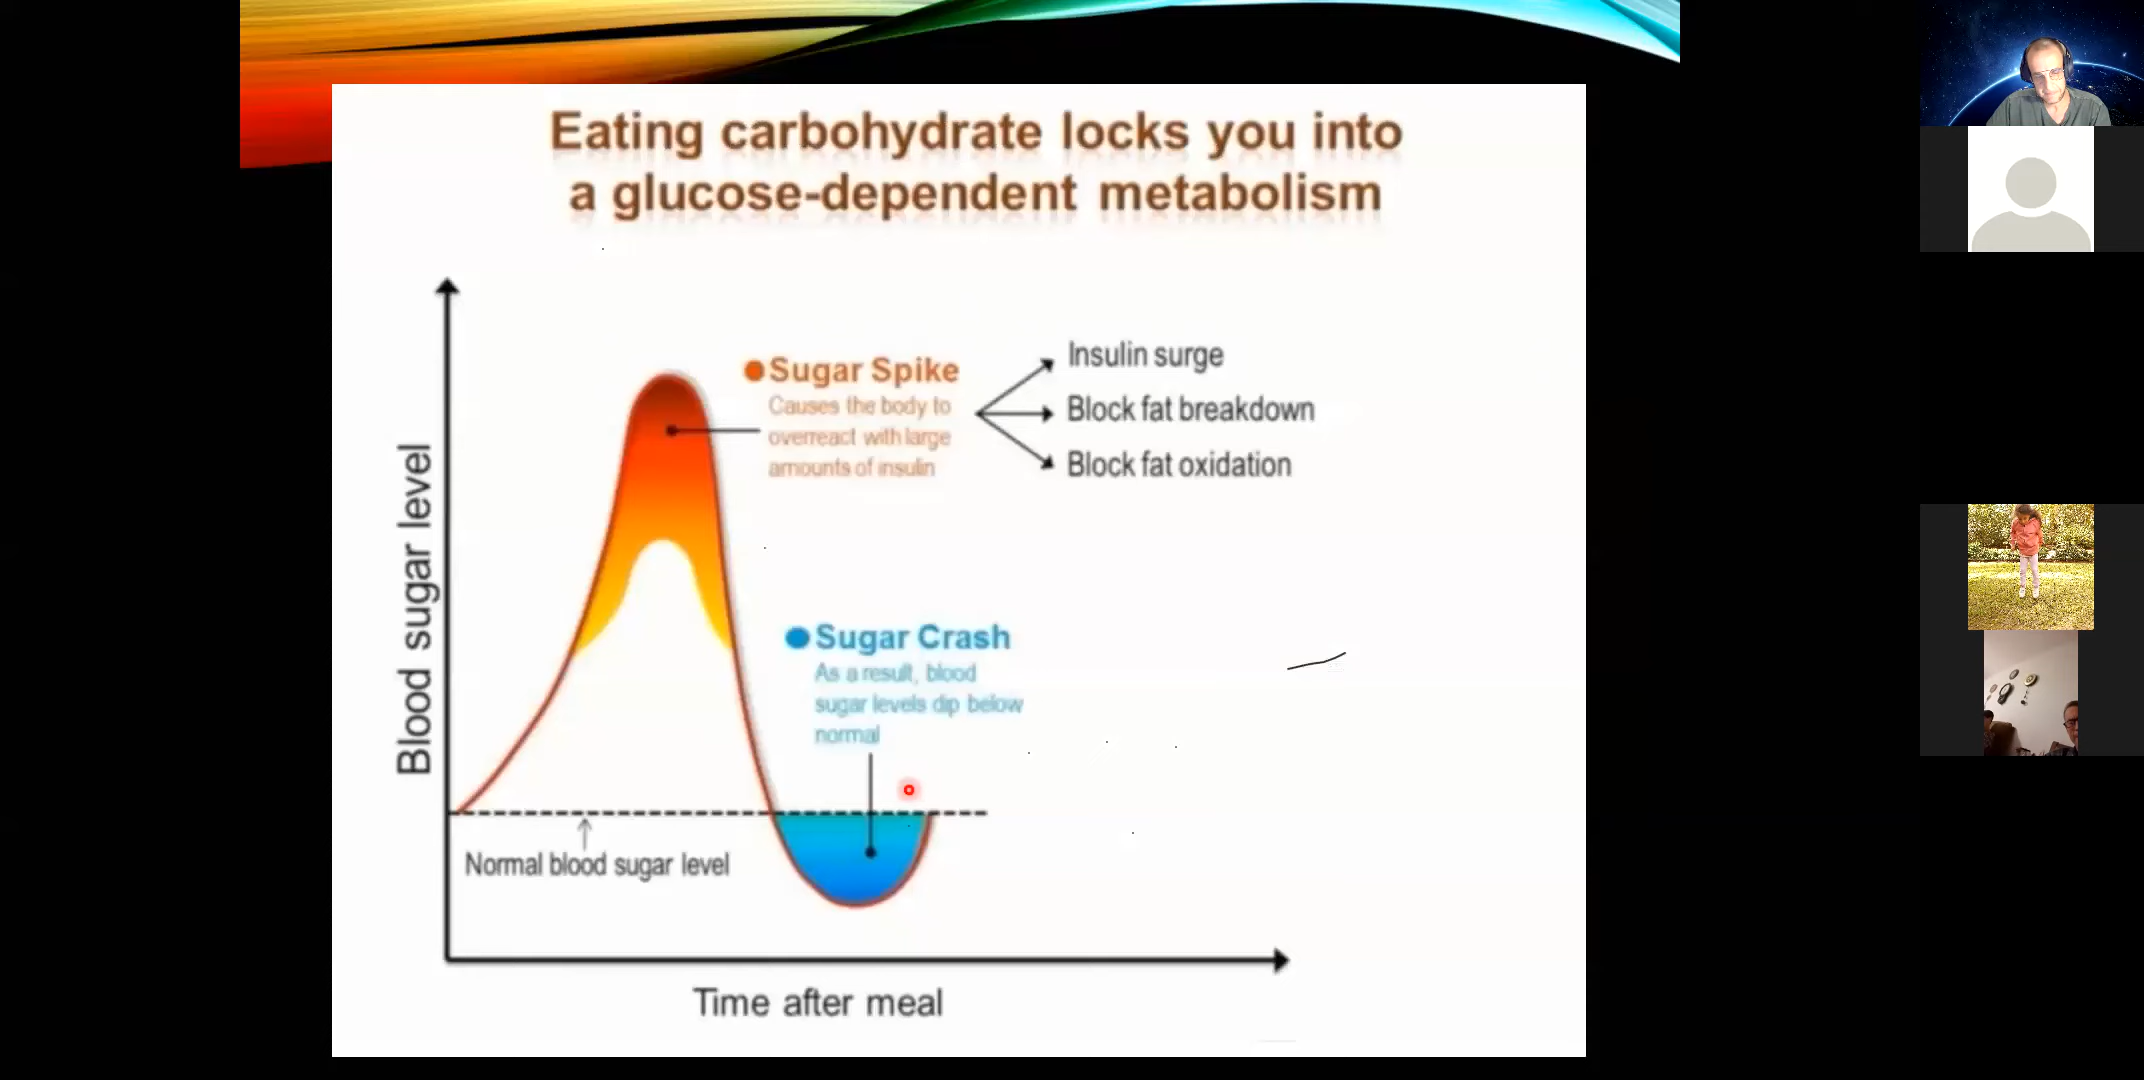 Eating carbohydrate locks you into
a glucose-dependent metabolism
Blood sugar level
Sugar Spike
Causes the body to
overreact with large
amounts of insulin
Insulin surge
Block fat breakdown
Block fat oxidation
Sugar Crash
As a result, blood
sugar levels dip below
normal
Normal blood sugar level
Time after meal